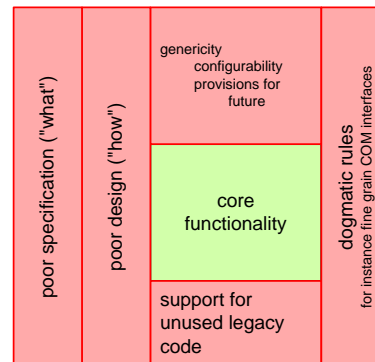 poor specification ("what")
poor design ("how")
genericity
configurability
provisions for
future
core
functionality
support for
unused legacy
code
dogmatic rules
for instance fine grain COM interfaces